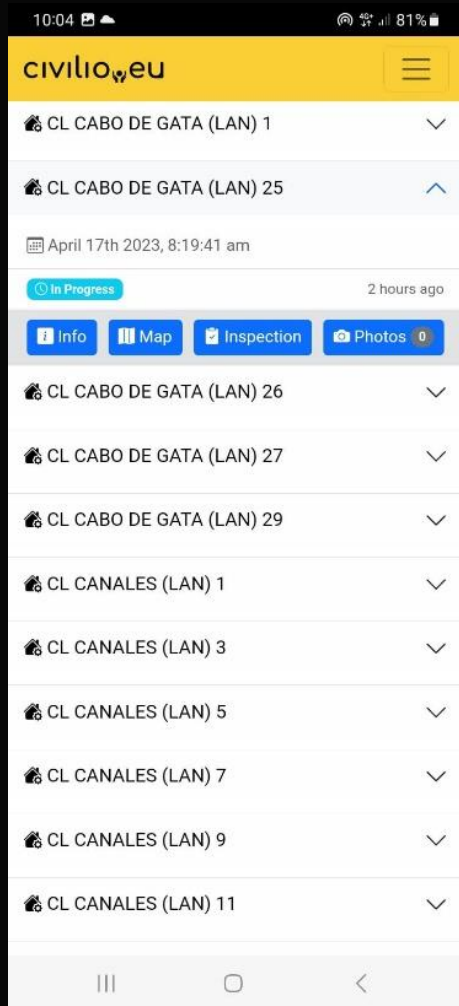 10:04 4G+ 81%
civilio.eu
CL CABO DE GATA (LAN) 1
CL CABO DE GATA (LAN) 25
April 17th 2023, 8:19:41 am
In Progress 2 hours ago
Info Map Inspection Photos 0
CL CABO DE GATA (LAN) 26
CL CABO DE GATA (LAN) 27
CL CABO DE GATA (LAN) 29
CL CANALES (LAN) 1
CL CANALES (LAN) 3
CL CANALES (LAN) 5
CL CANALES (LAN) 7
CL CANALES (LAN) 9
CL CANALES (LAN) 11